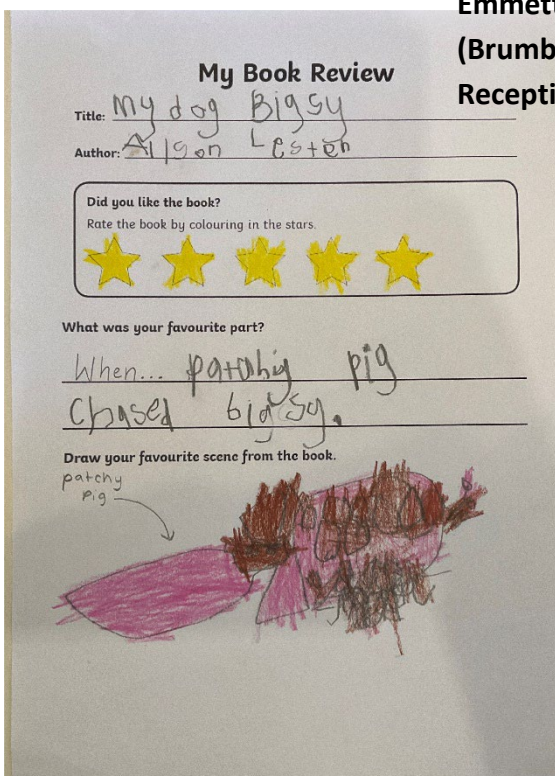 Emmett
(Brumb
Recepti
My Book Review
Title: My dog Bigsy
Author: Alison Lester
Did you like the book?
Rate the book by colouring in the stars.
What was your favourite part?
When... patchy pig
Chased bigsy.
Draw your favourite scene from the book.
patchy
pig